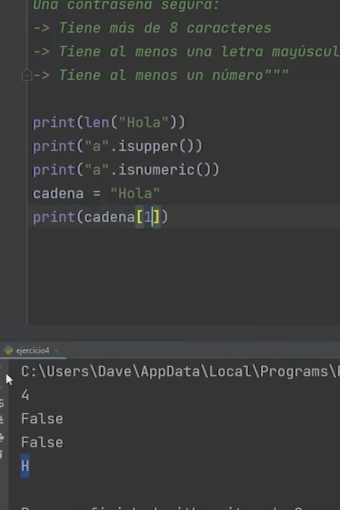 Una contraseña segura:
-> Tiene más de 8 caracteres
-> Tiene al menos una letra mayúscul
-> Tiene al menos un número"""
print(len("Hola"))
print("a".isupper())
print("a".isnumeric())
cadena = "Hola"
print(cadena[1])
ejercicio4
C:\Users\Dave\AppData\Local\Programs\
4
False
False
H